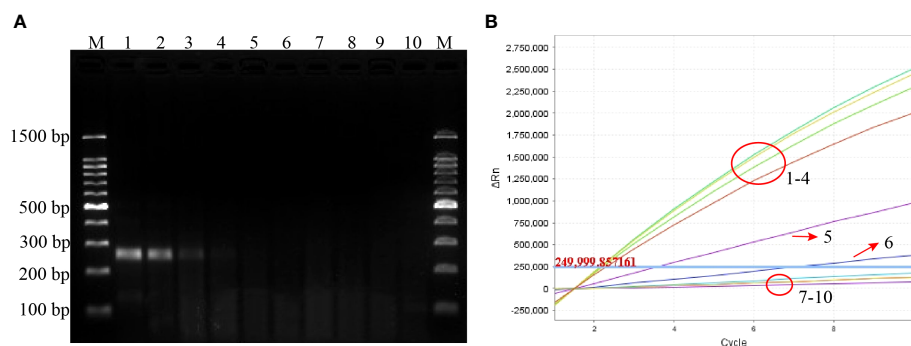 A
M 1 2 3 4 5 6 7 8 9 10 M
1500 bp
500 bp
300 bp
200 bp
100 bp
B
2,750,000
2,500,000
2,250,000
2,000,000
1,750,000
1,500,000
1,250,000
1,000,000
750,000
500,000
250,000
0
-250,000
ΔRn
249,999.857161
1-4
5
6
7-10
2 4 6 8
Cycle